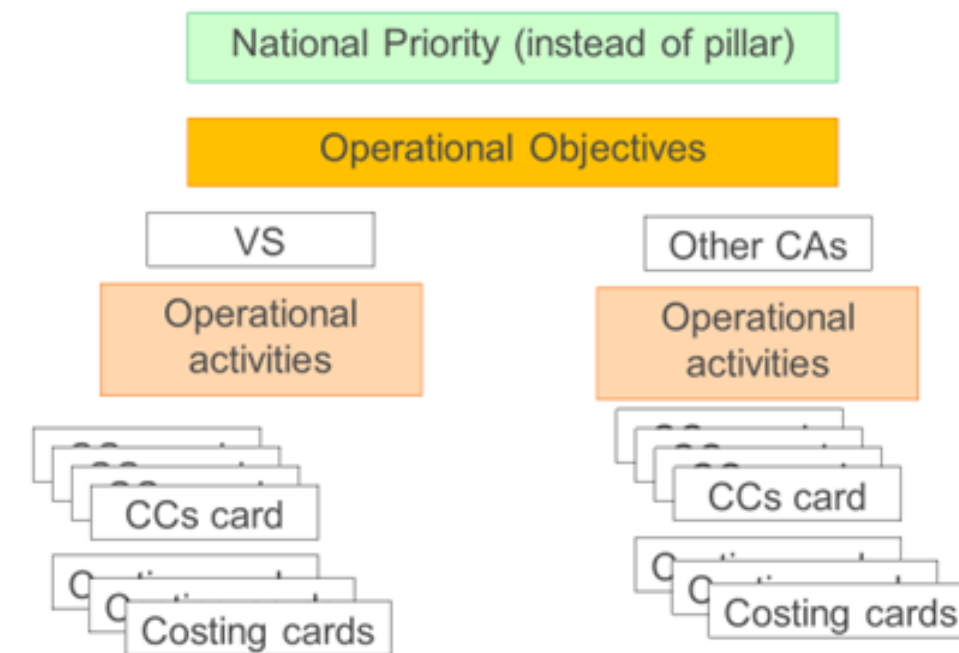 National Priority (instead of pillar)
Operational Objectives
VS
Other CAs
Operational
activities
Operational
activities
CCs card
CCs card
Costing cards
Costing cards